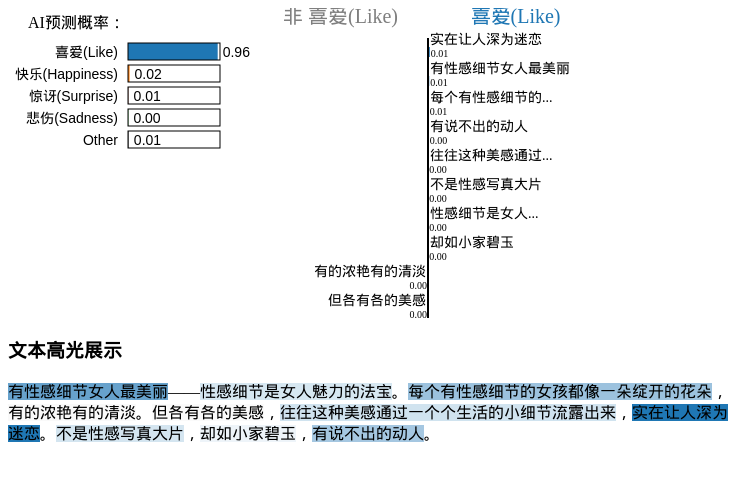 AI预测概率：
喜爱(Like) 0.96
快乐(Happiness) 0.02
惊讶(Surprise) 0.01
悲伤(Sadness) 0.00
Other 0.01
非 喜爱(Like) 喜爱(Like)
实在让人深为迷恋
0.01
有性感细节女人最美丽
0.01
每个有性感细节的...
0.01
有说不出的动人
0.00
往往这种美感通过...
0.00
不是性感写真大片
0.00
性感细节是女人...
0.00
却如小家碧玉
0.00
有的浓艳有的清淡
0.00
但各有各的美感
0.00
文本高光展示
有性感细节女人最美丽——性感细节是女人魅力的法宝。每个有性感细节的女孩都像一朵绽开的花朵，
有的浓艳有的清淡。但各有各的美感，往往这种美感通过一个个生活的小细节流露出来，实在让人深为
迷恋。不是性感写真大片，却如小家碧玉，有说不出的动人。